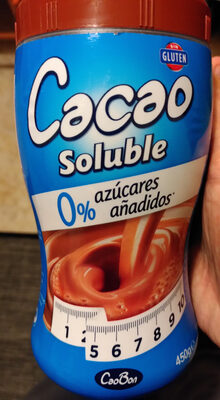 SIN
GLUTEN
Cacao
Soluble
0% azúcares
añadidos*
1 2
5 6 7 8 9 10
450g
CaoBon